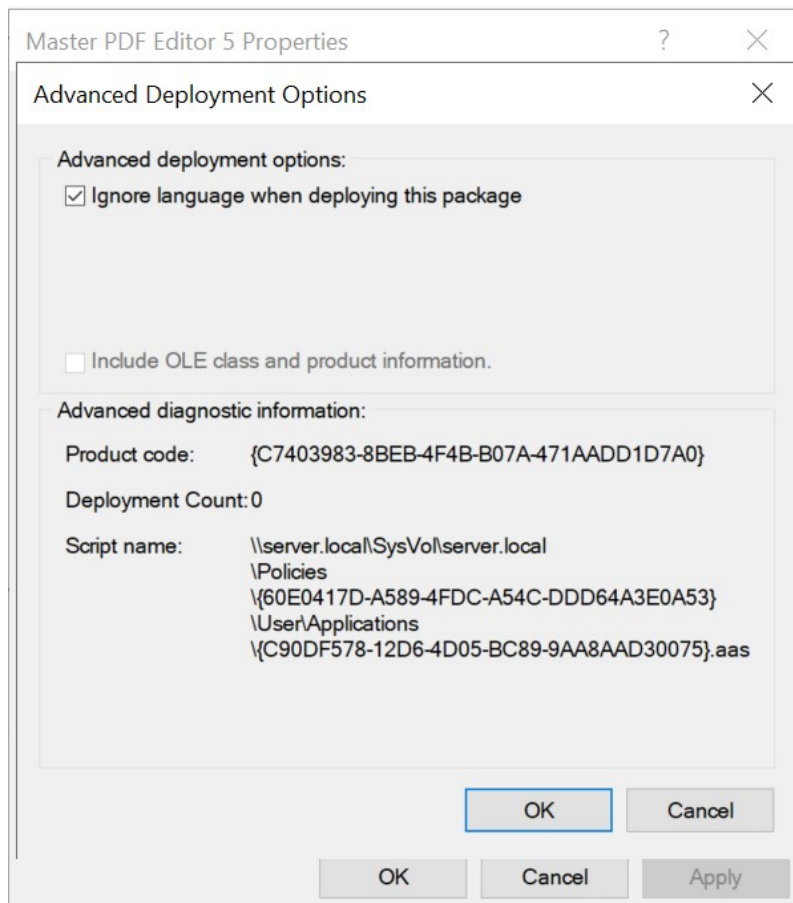 Master PDF Editor 5 Properties
Advanced Deployment Options
Advanced deployment options:
Ignore language when deploying this package
Include OLE class and product information.
Advanced diagnostic information:
Product code: {C7403983-8BEB-4F4B-B07A-471AADD1D7A0}
Deployment Count: 0
Script name: \\server.local\SysVol\server.local
\Policies
\{60E0417D-A589-4FDC-A54C-DDD64A3E0A53}
\User\Applications
\{C90DF578-12D6-4D05-BC89-9AA8AAD30075}.aas
OK Cancel
OK Cancel Apply